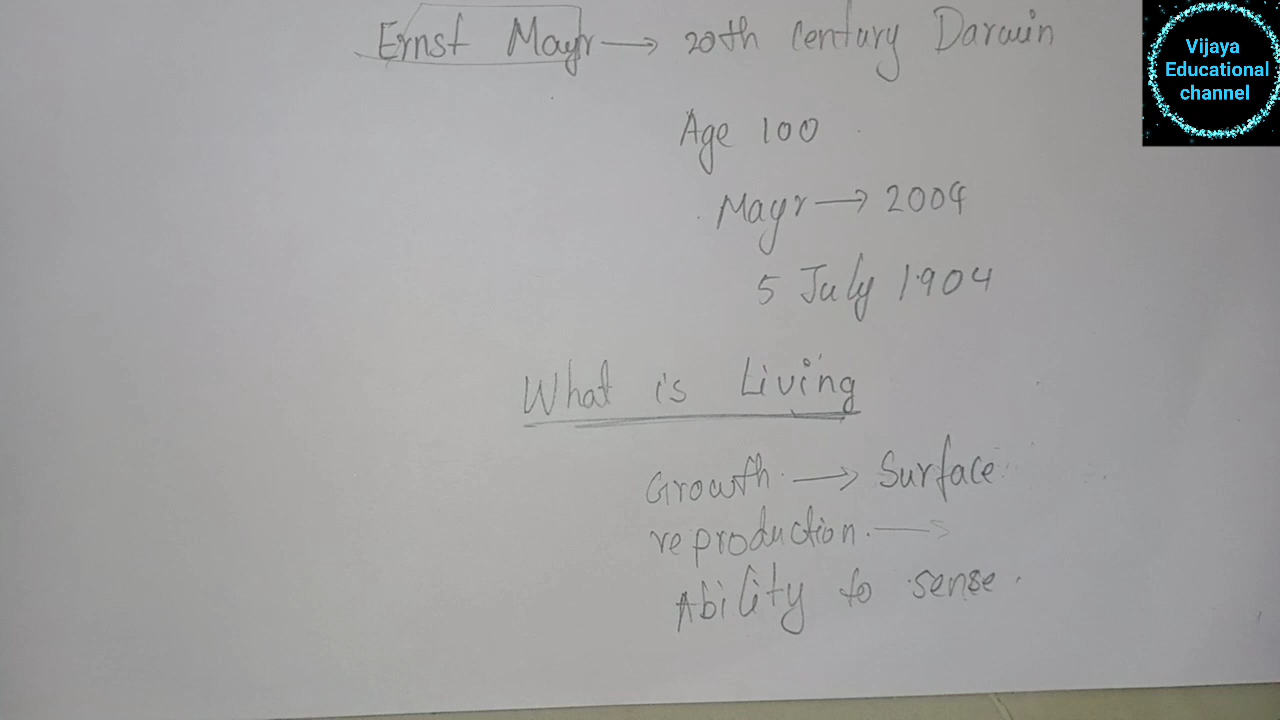 Ernst Mayr → 20th century Darwin
Age 100
Mayr → 2004
5 July 1904
What is Living
Growth → Surface
reproduction. →
Ability to sense.
Vijaya
Educational
channel